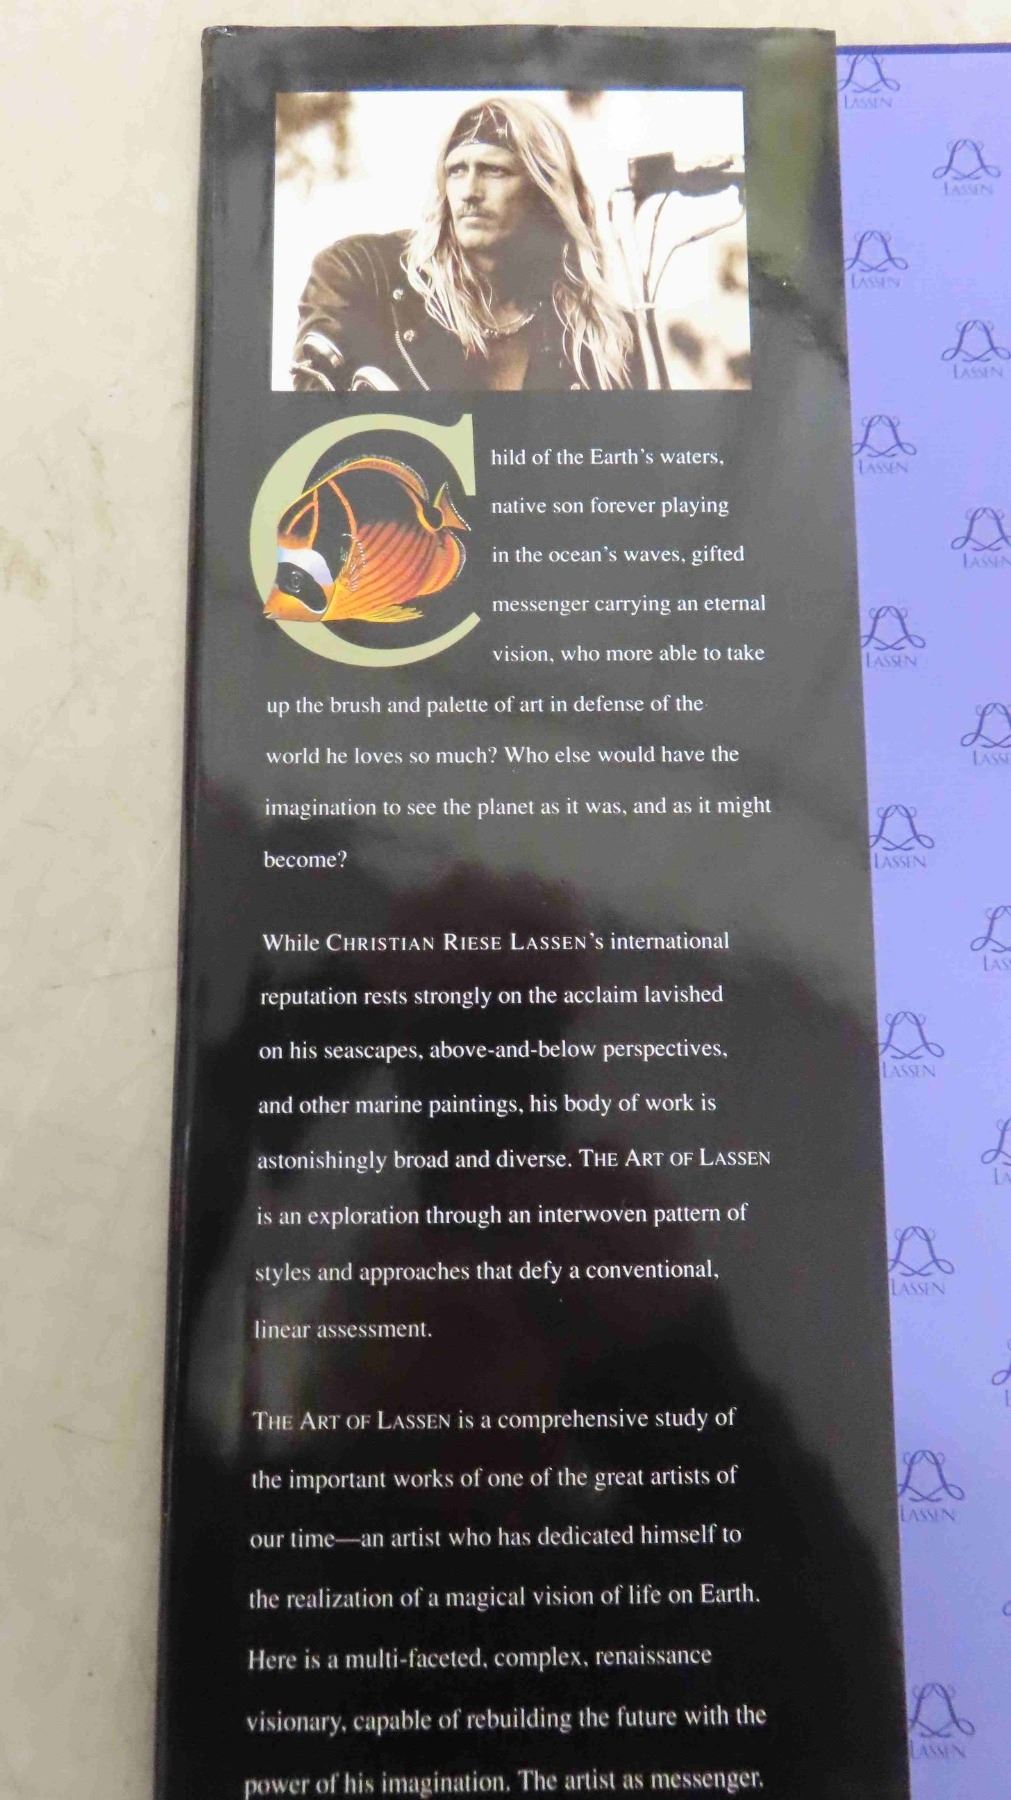 Child of the Earth's waters,
native son forever playing
in the ocean's waves, gifted
messenger carrying an eternal
vision, who more able to take
up the brush and palette of art in defense of the
world he loves so much? Who else would have the
imagination to see the planet as it was, and as it might
become?
While CHRISTIAN RIESE LASSEN's international
reputation rests strongly on the acclaim lavished
on his seascapes, above-and-below perspectives,
and other marine paintings, his body of work is
astonishingly broad and diverse. THE ART OF LASSEN
is an exploration through an interwoven pattern of
styles and approaches that defy a conventional,
linear assessment.
THE ART OF LASSEN is a comprehensive study of
the important works of one of the great artists of
our time—an artist who has dedicated himself to
the realization of a magical vision of life on Earth.
Here is a multi-faceted, complex, renaissance
visionary, capable of rebuilding the future with the
power of his imagination. The artist as messenger.
LASSEN
LASSEN
LASSEN
LASSEN
LASSEN
LASSEN
LASSEN
LASSEN
LASSEN
LASSEN
LASSEN
LASSEN